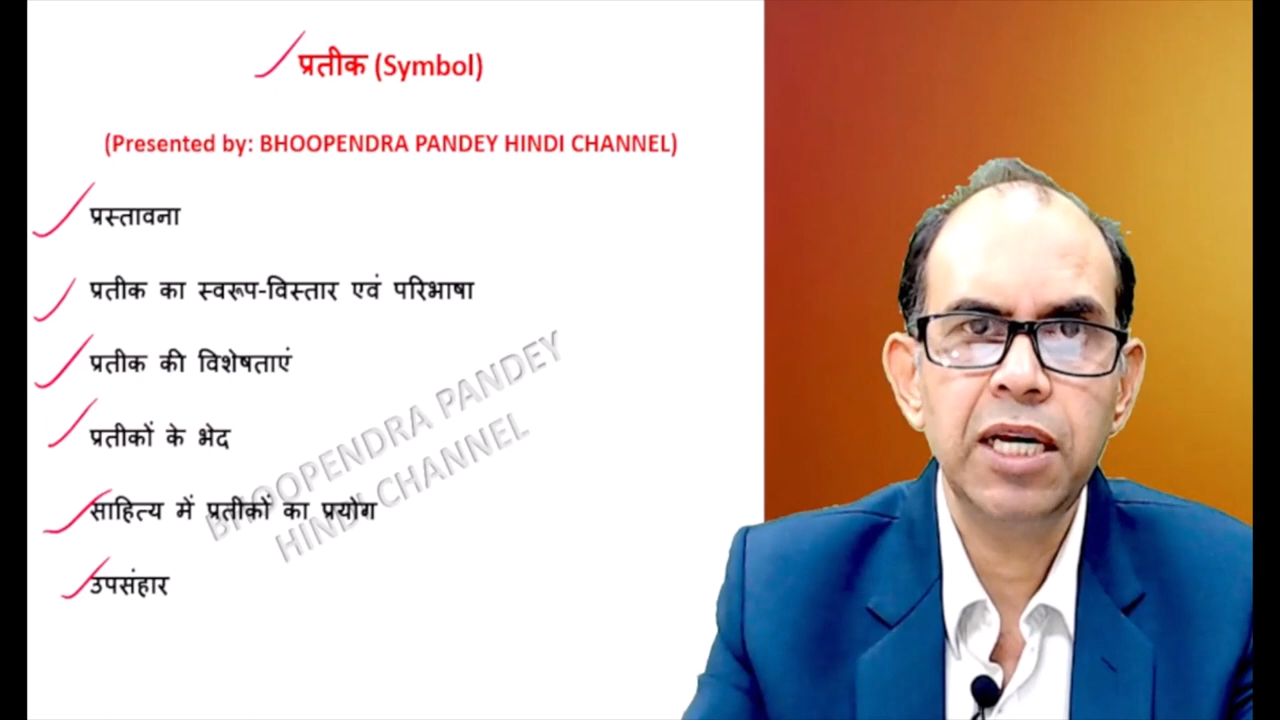 प्रतीक (Symbol)
(Presented by: BHOOPENDRA PANDEY HINDI CHANNEL)
प्रस्तावना
प्रतीक का स्वरूप-विस्तार एवं परिभाषा
प्रतीक की विशेषताएं
प्रतीकों के भेद
साहित्य में प्रतीकों का प्रयोग
उपसंहार
BHOOPENDRA PANDEY
HINDI CHANNEL